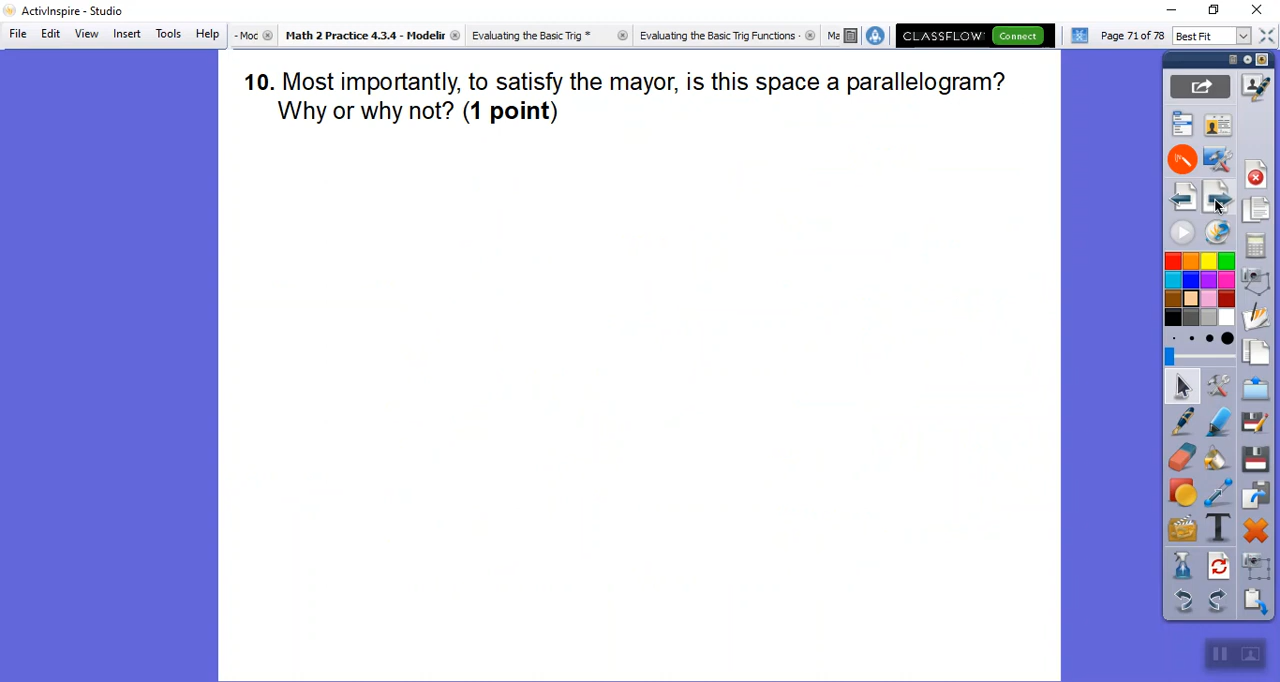 ActivInspire - Studio
File Edit View Insert Tools Help
- Moc
Math 2 Practice 4.3.4 - Modelir
Evaluating the Basic Trig *
Evaluating the Basic Trig Functions -
Ma
CLASSFLOW Connect
Page 71 of 78 Best Fit
10. Most importantly, to satisfy the mayor, is this space a parallelogram?
Why or why not? (1 point)
T